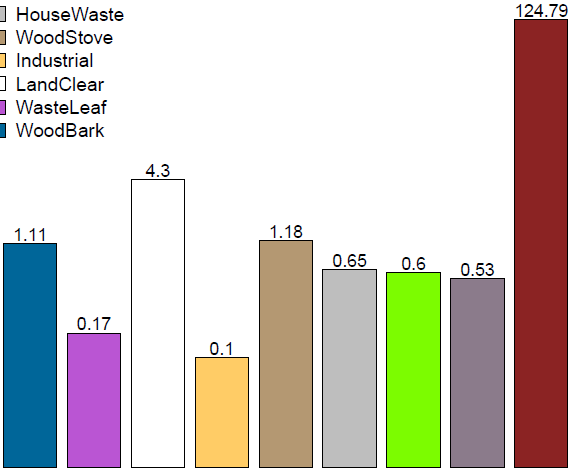 HouseWaste
WoodStove
Industrial
LandClear
WasteLeaf
WoodBark
124.79
4.3
1.11
1.18
0.65
0.6
0.53
0.17
0.1